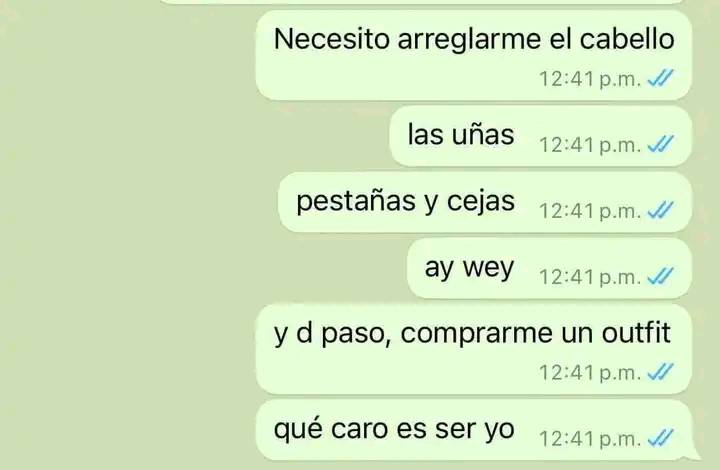 Necesito arreglarme el cabello
12:41 p.m.
las uñas 12:41 p.m.
pestañas y cejas 12:41 p.m.
ay wey 12:41 p.m.
y d paso, comprarme un outfit
12:41 p.m.
qué caro es ser yo 12:41 p.m.